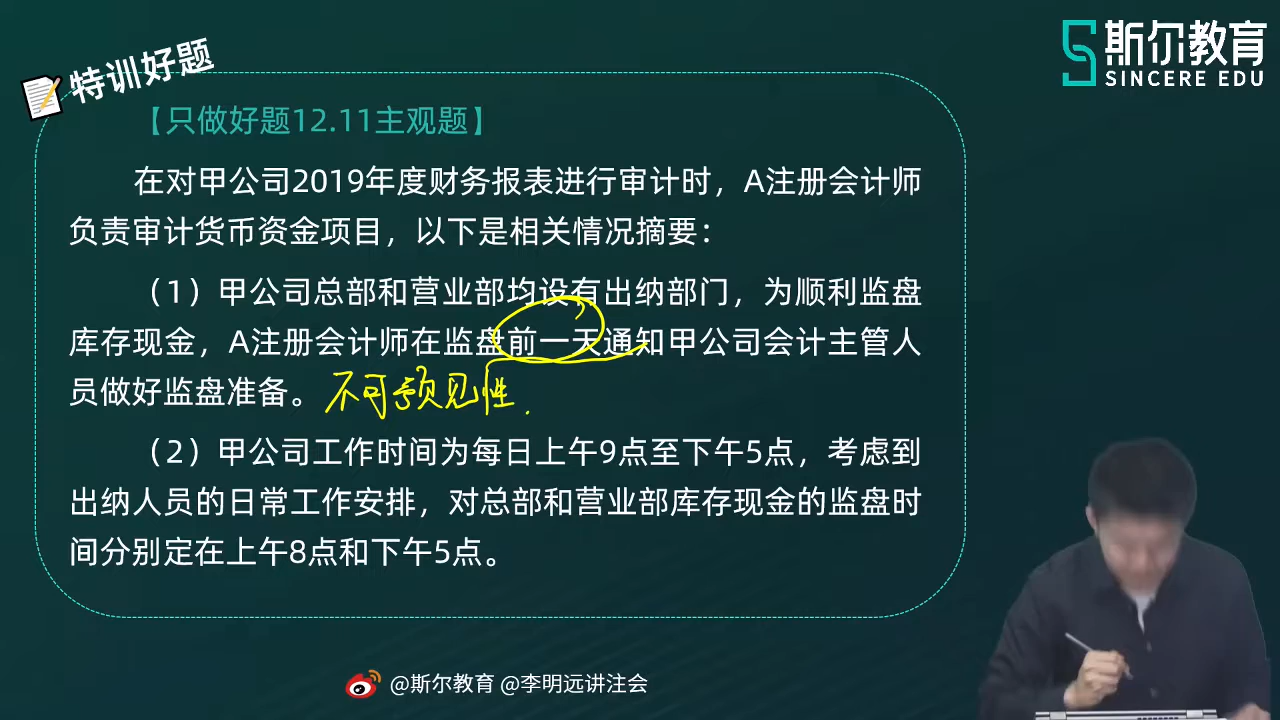 特训好题
斯尔教育
SINCERE EDU
【只做好题12.11主观题】
在对甲公司2019年度财务报表进行审计时，A注册会计师
负责审计货币资金项目，以下是相关情况摘要：
（1）甲公司总部和营业部均设有出纳部门，为顺利监盘
库存现金，A注册会计师在监盘前一天通知甲公司会计主管人
员做好监盘准备。
不可预见性.
（2）甲公司工作时间为每日上午9点至下午5点，考虑到
出纳人员的日常工作安排，对总部和营业部库存现金的监盘时
间分别定在上午8点和下午5点。
@斯尔教育 @李明远讲注会